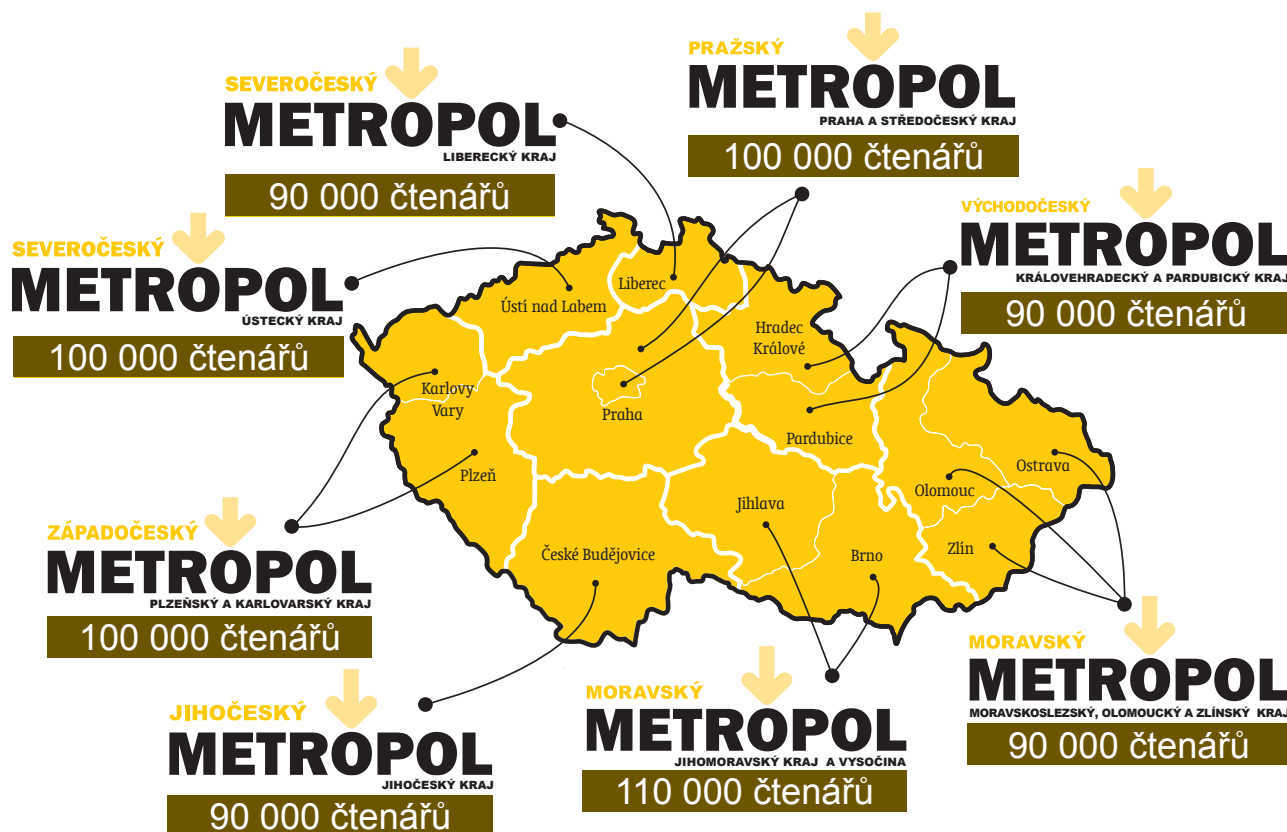 PRAŽSKÝ
METROPOL
PRAHA A STŘEDOČESKÝ KRAJ
100 000 čtenářů
SEVEROČESKÝ
METROPOL
LIBERECKÝ KRAJ
90 000 čtenářů
VÝCHODOČESKÝ
METROPOL
KRÁLOVEHRADECKÝ A PARDUBICKÝ KRAJ
90 000 čtenářů
SEVEROČESKÝ
METROPOL
ÚSTECKÝ KRAJ
100 000 čtenářů
Liberec
Ústí nad Labem
Hradec
Králové
Karlovy
Vary
Praha
Pardubice
Plzeň
Ostrava
Olomouc
Jihlava
Zlín
České Budějovice
Brno
ZÁPADOČESKÝ
METROPOL
PLZEŇSKÝ A KARLOVARSKÝ KRAJ
100 000 čtenářů
MORAVSKÝ
METROPOL
MORAVSKOSLEZSKÝ, OLOMOUCKÝ A ZLÍNSKÝ KRAJ
90 000 čtenářů
JIHOČESKÝ
METROPOL
JIHOČESKÝ KRAJ
90 000 čtenářů
MORAVSKÝ
METROPOL
JIHOMORAVSKÝ KRAJ A VYSOČINA
110 000 čtenářů